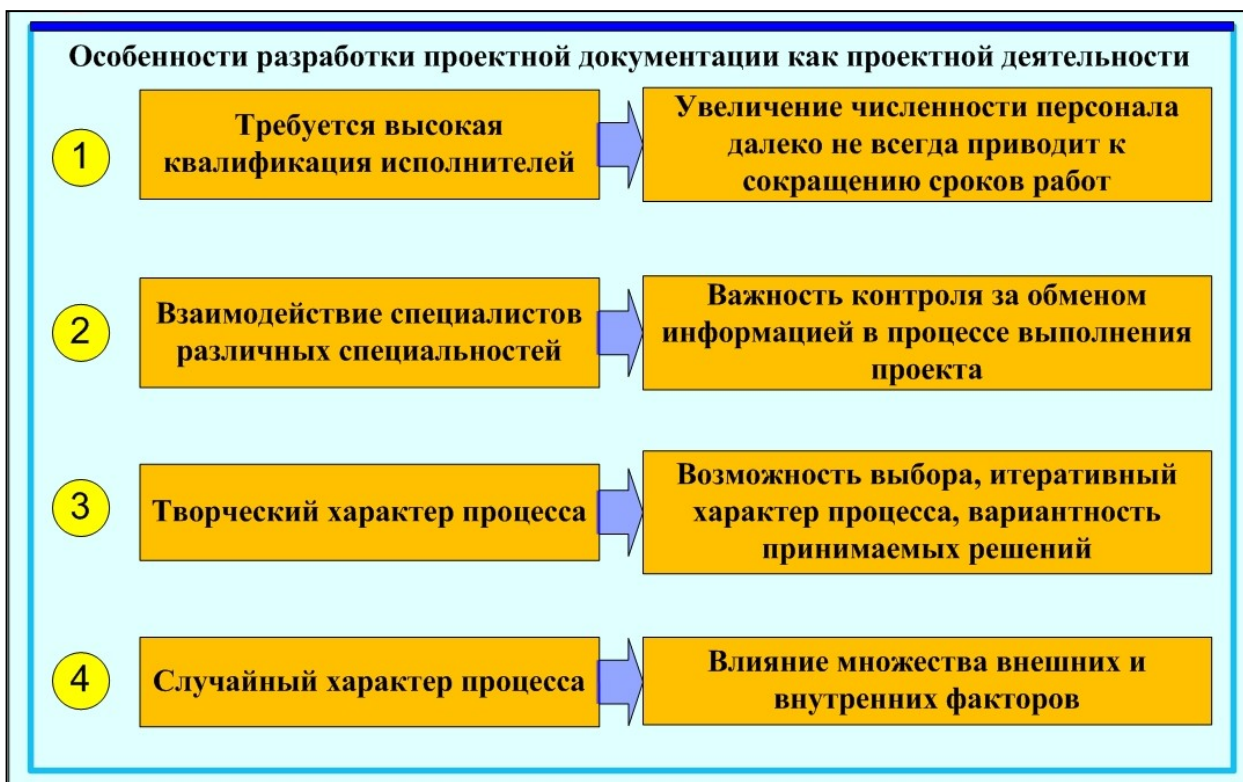 Особенности разработки проектной документации как проектной деятельности
1
Требуется высокая
квалификация исполнителей
Увеличение численности персонала
далеко не всегда приводит к
сокращению сроков работ
2
Взаимодействие специалистов
различных специальностей
Важность контроля за обменом
информацией в процессе выполнения
проекта
3
Творческий характер процесса
Возможность выбора, итеративный
характер процесса, вариантность
принимаемых решений
4
Случайный характер процесса
Влияние множества внешних и
внутренних факторов